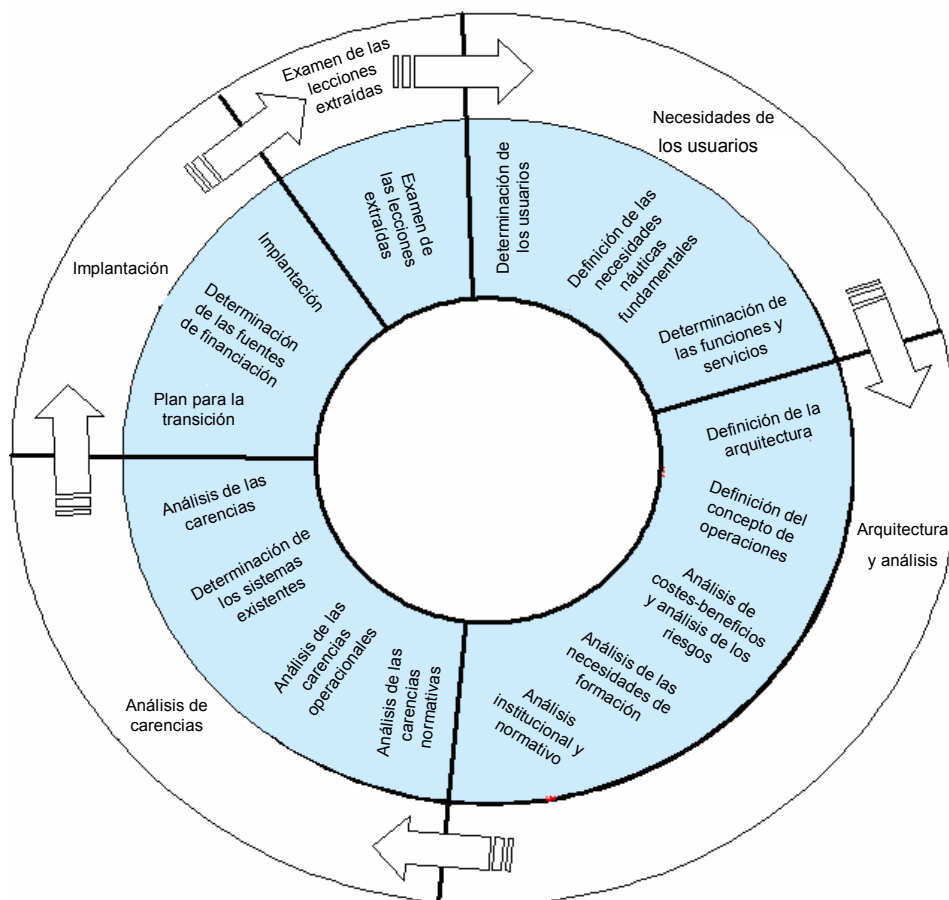 Examen de las
lecciones
extraídas
Necesidades de
los usuarios
Arquitectura
y análisis
Análisis de
carencias
Implantación
Determinación de
los usuarios
Definición de las
necesidades
náuticas
fundamentales
Determinación de
las funciones y
servicios
Definición de la
arquitectura
Definición del
concepto de
operaciones
Análisis de
costes-beneficios
y análisis de los
riesgos
Análisis de las
necesidades de
formación
Análisis
institucional y
normativo
Análisis de las
carencias
normativas
Análisis de las
carencias
operacionales
Determinación de
los sistemas
existentes
Análisis de las
carencias
Plan para la
transición
Determinación
de las fuentes
de financiación
Implantación
Examen de
las lecciones
extraídas